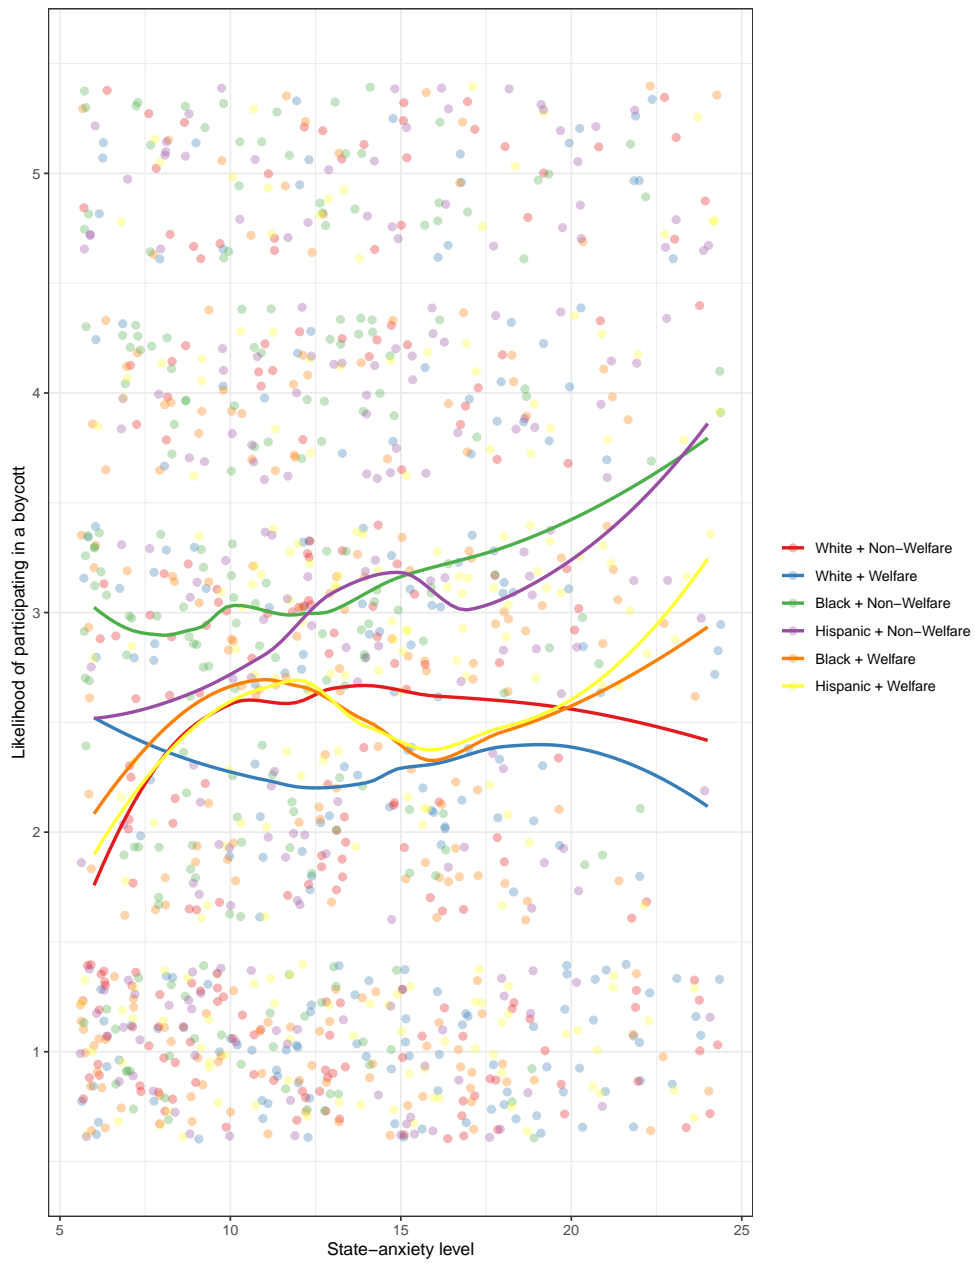 Likelihood of participating in a boycott
5
4
3
2
1
5
10
15
20
25
State−anxiety level
White + Non−Welfare
White + Welfare
Black + Non−Welfare
Hispanic + Non−Welfare
Black + Welfare
Hispanic + Welfare